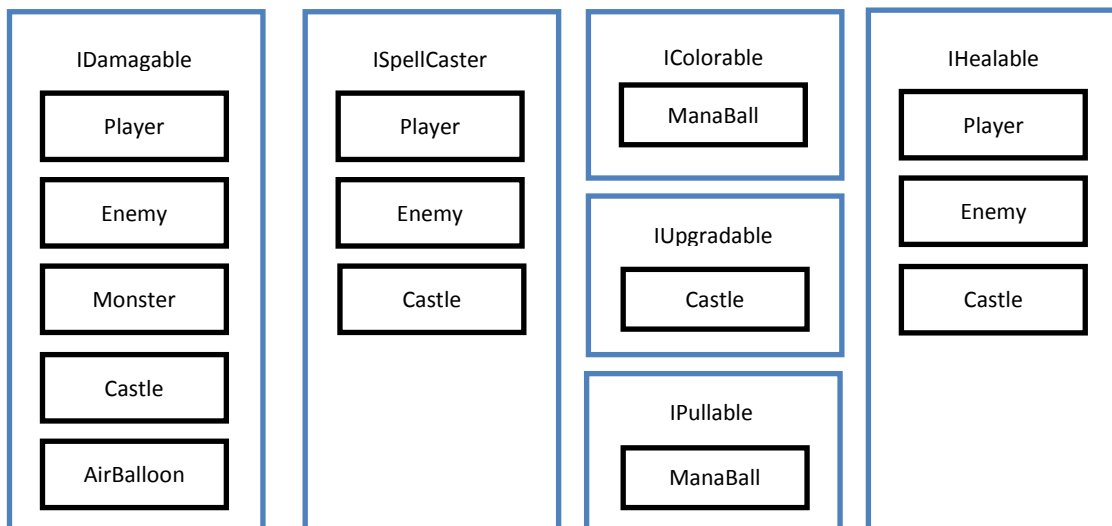 IDamagable
Player
Enemy
Monster
Castle
AirBalloon
ISpellCaster
Player
Enemy
Castle
IColorable
ManaBall
IUpgradable
Castle
IPullable
ManaBall
IHealable
Player
Enemy
Castle